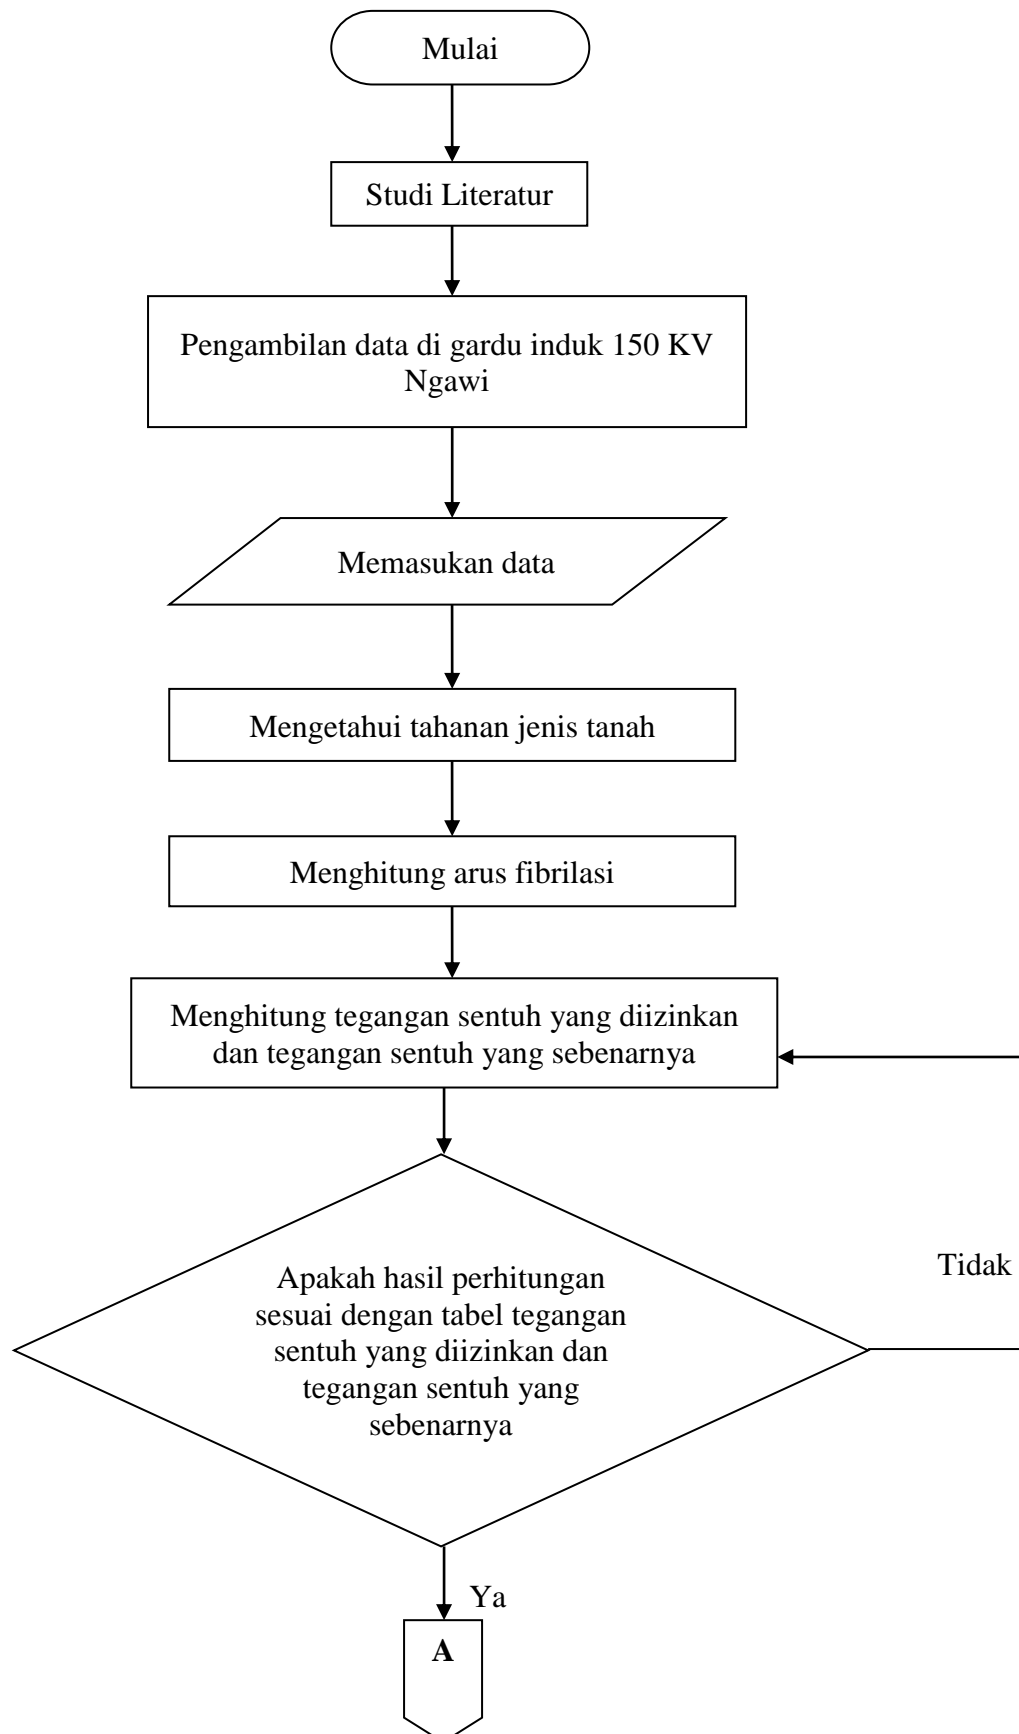 Mulai
Studi Literatur
Pengambilan data di gardu induk 150 KV
Ngawi
Memasukan data
Mengetahui tahanan jenis tanah
Menghitung arus fibrilasi
Menghitung tegangan sentuh yang diizinkan
dan tegangan sentuh yang sebenarnya
Tidak
Apakah hasil perhitungan
sesuai dengan tabel tegangan
sentuh yang diizinkan dan
tegangan sentuh yang
sebenarnya
Ya
A